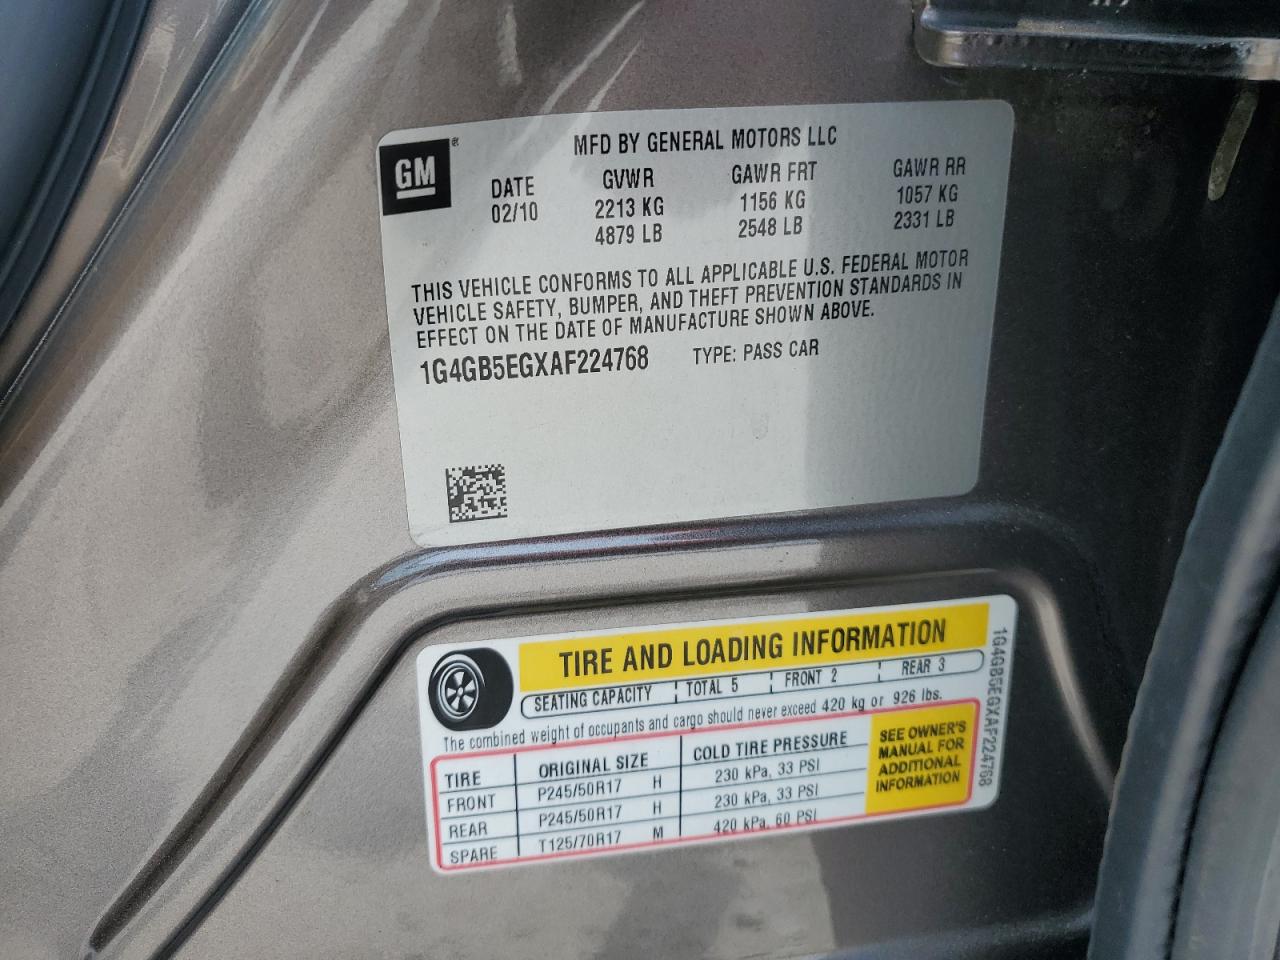 GM ®
MFD BY GENERAL MOTORS LLC
DATE GVWR GAWR FRT GAWR RR
02/10 2213 KG 1156 KG 1057 KG
4879 LB 2548 LB 2331 LB
THIS VEHICLE CONFORMS TO ALL APPLICABLE U.S. FEDERAL MOTOR
VEHICLE SAFETY, BUMPER, AND THEFT PREVENTION STANDARDS IN
EFFECT ON THE DATE OF MANUFACTURE SHOWN ABOVE.
1G4GB5EGXAF224768 TYPE: PASS CAR
TIRE AND LOADING INFORMATION
SEATING CAPACITY TOTAL 5 FRONT 2 REAR 3
The combined weight of occupants and cargo should never exceed 420 kg or 926 lbs.
TIRE ORIGINAL SIZE COLD TIRE PRESSURE
FRONT P245/50R17 H 230 kPa, 33 PSI
REAR P245/50R17 H 230 kPa, 33 PSI
SPARE T125/70R17 M 420 kPa, 60 PSI
SEE OWNER'S
MANUAL FOR
ADDITIONAL
INFORMATION
1G4GB5EGXAF224768